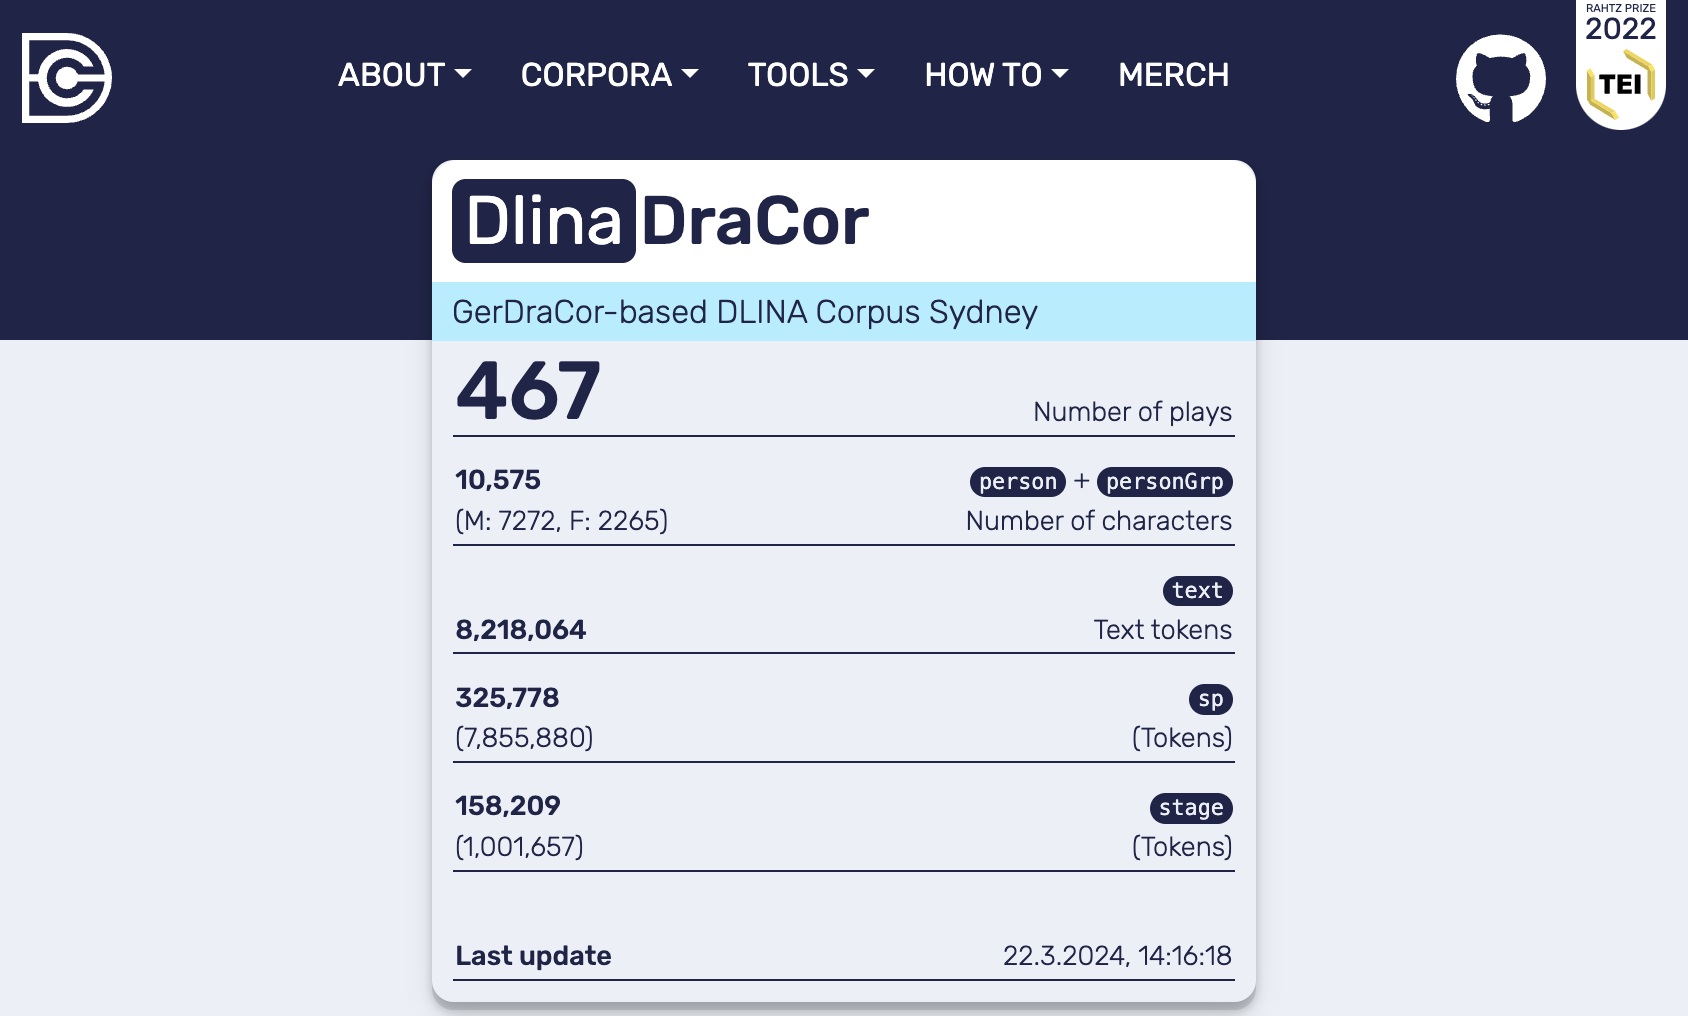 ABOUT CORPORA TOOLS HOW TO MERCH
RAHTZ PRIZE
2022
TEI
Dlina DraCor
GerDraCor-based DLINA Corpus Sydney
467 Number of plays
10,575 person + personGrp
(M: 7272, F: 2265) Number of characters
text
8,218,064 Text tokens
325,778 sp
(7,855,880) (Tokens)
158,209 stage
(1,001,657) (Tokens)
Last update 22.3.2024, 14:16:18